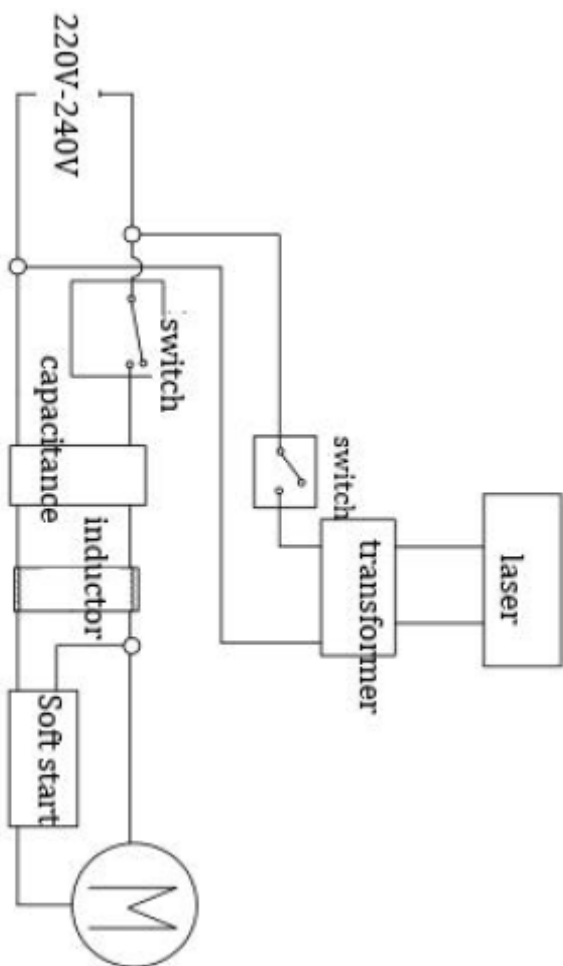 220V-240V
switch
capacitance
inductor
Soft start
M
switch
transformer
laser